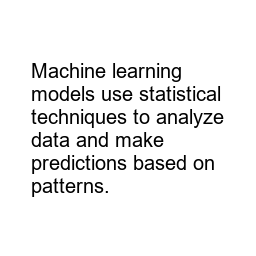 Machine learning
models use statistical
techniques to analyze
data and make
predictions based on
patterns.